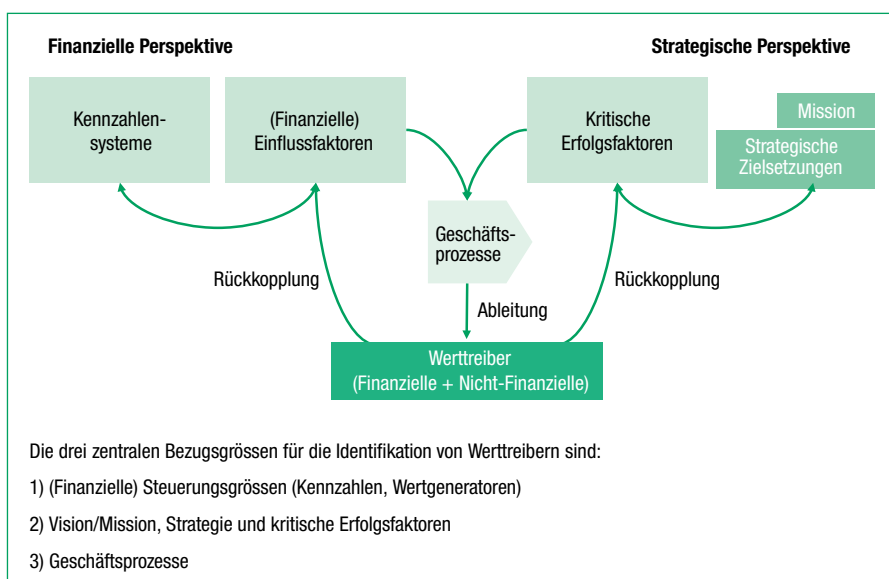 Finanzielle Perspektive
Strategische Perspektive
Kennzahlen-
systeme
(Finanzielle)
Einflussfaktoren
Kritische
Erfolgsfaktoren
Mission
Strategische
Zielsetzungen
Geschäfts-
prozesse
Rückkopplung
Rückkopplung
Ableitung
Werttreiber
(Finanzielle + Nicht-Finanzielle)
Die drei zentralen Bezugsgrössen für die Identifikation von Werttreibern sind:
1) (Finanzielle) Steuerungsgrössen (Kennzahlen, Wertgeneratoren)
2) Vision/Mission, Strategie und kritische Erfolgsfaktoren
3) Geschäftsprozesse